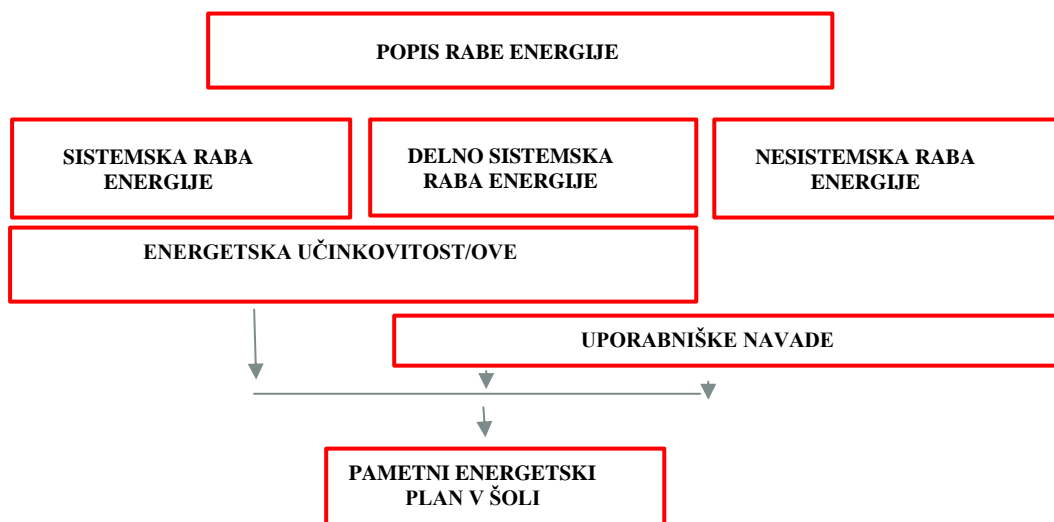 POPIS RABE ENERGIJE
SISTEMSKA RABA
ENERGIJE
DELNO SISTEMSKA
RABA ENERGIJE
NESISTEMSKA RABA
ENERGIJE
ENERGETSKA UČINKOVITOST/OVE
UPORABNIŠKE NAVADE
PAMETNI ENERGETSKI
PLAN V ŠOLI